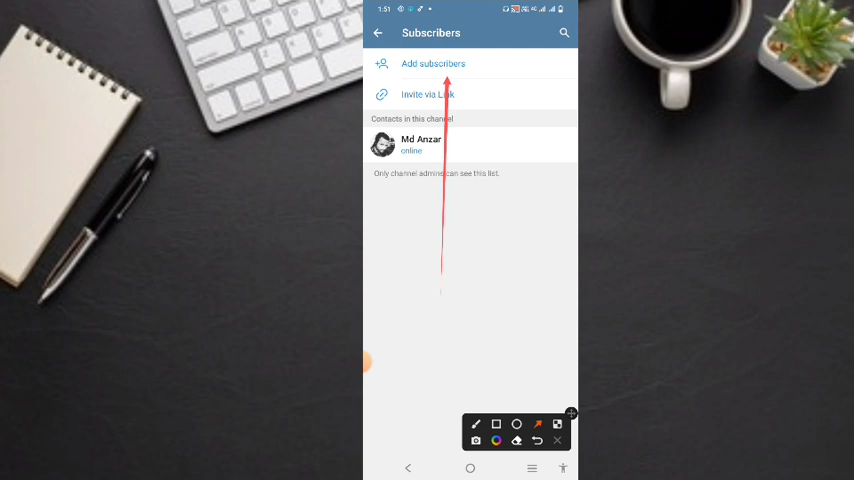 1:51
Subscribers
Add subscribers
Invite via Link
Contacts in this channel
Md Anzar
online
Only channel admins can see this list.